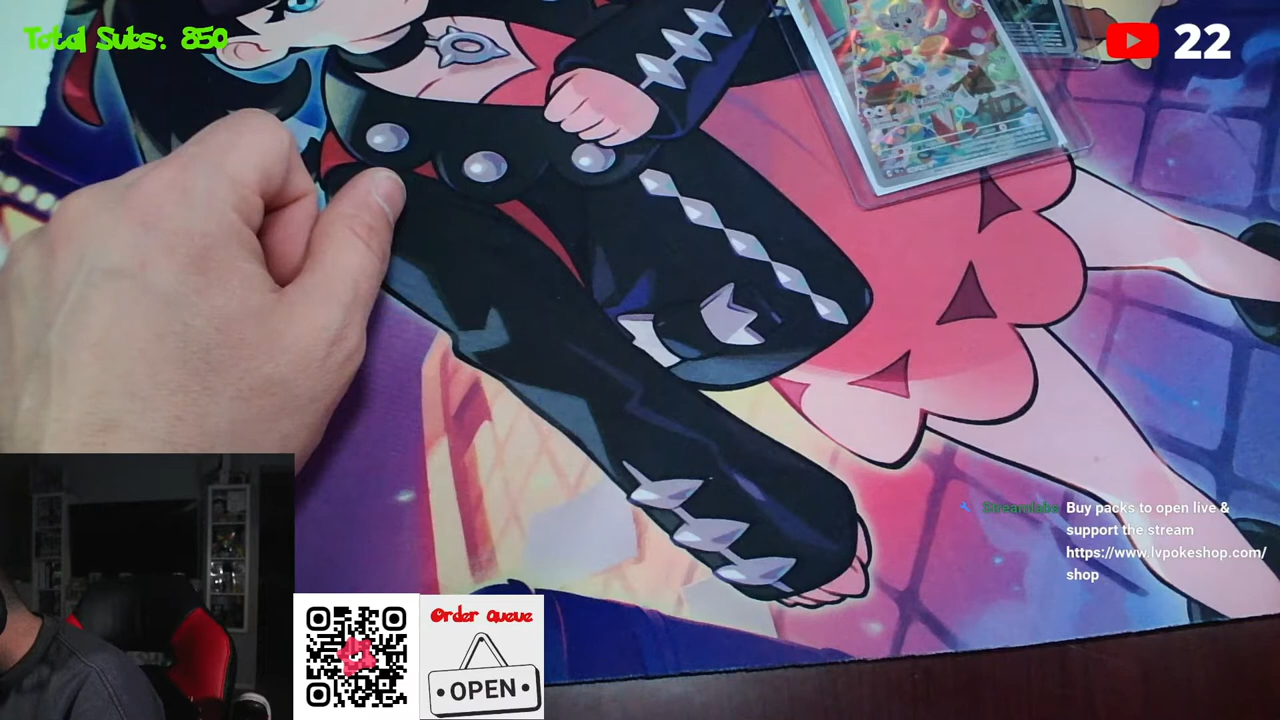 Total Subs: 850
22
Streamlabs Buy packs to open live &
support the stream
https://www.lvpokeshop.com/
shop
Order Queue
• OPEN •